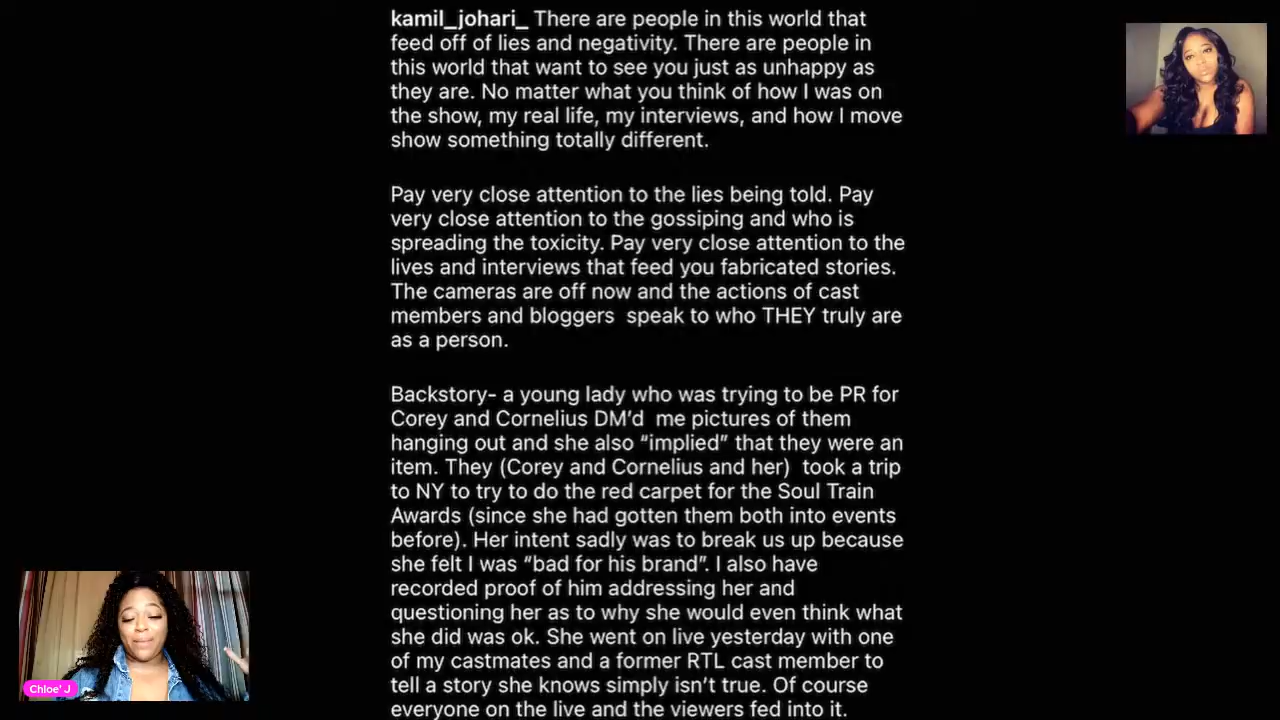 kamil_johari_ There are people in this world that
feed off of lies and negativity. There are people in
this world that want to see you just as unhappy as
they are. No matter what you think of how I was on
the show, my real life, my interviews, and how I move
show something totally different.
Pay very close attention to the lies being told. Pay
very close attention to the gossiping and who is
spreading the toxicity. Pay very close attention to the
lives and interviews that feed you fabricated stories.
The cameras are off now and the actions of cast
members and bloggers  speak to who THEY truly are
as a person.
Backstory- a young lady who was trying to be PR for
Corey and Cornelius DM’d  me pictures of them
hanging out and she also “implied” that they were an
item. They (Corey and Cornelius and her)  took a trip
to NY to try to do the red carpet for the Soul Train
Awards (since she had gotten them both into events
before). Her intent sadly was to break us up because
she felt I was “bad for his brand”. I also have
recorded proof of him addressing her and
questioning her as to why she would even think what
she did was ok. She went on live yesterday with one
of my castmates and a former RTL cast member to
tell a story she knows simply isn’t true. Of course
everyone on the live and the viewers fed into it.
Chloe' J